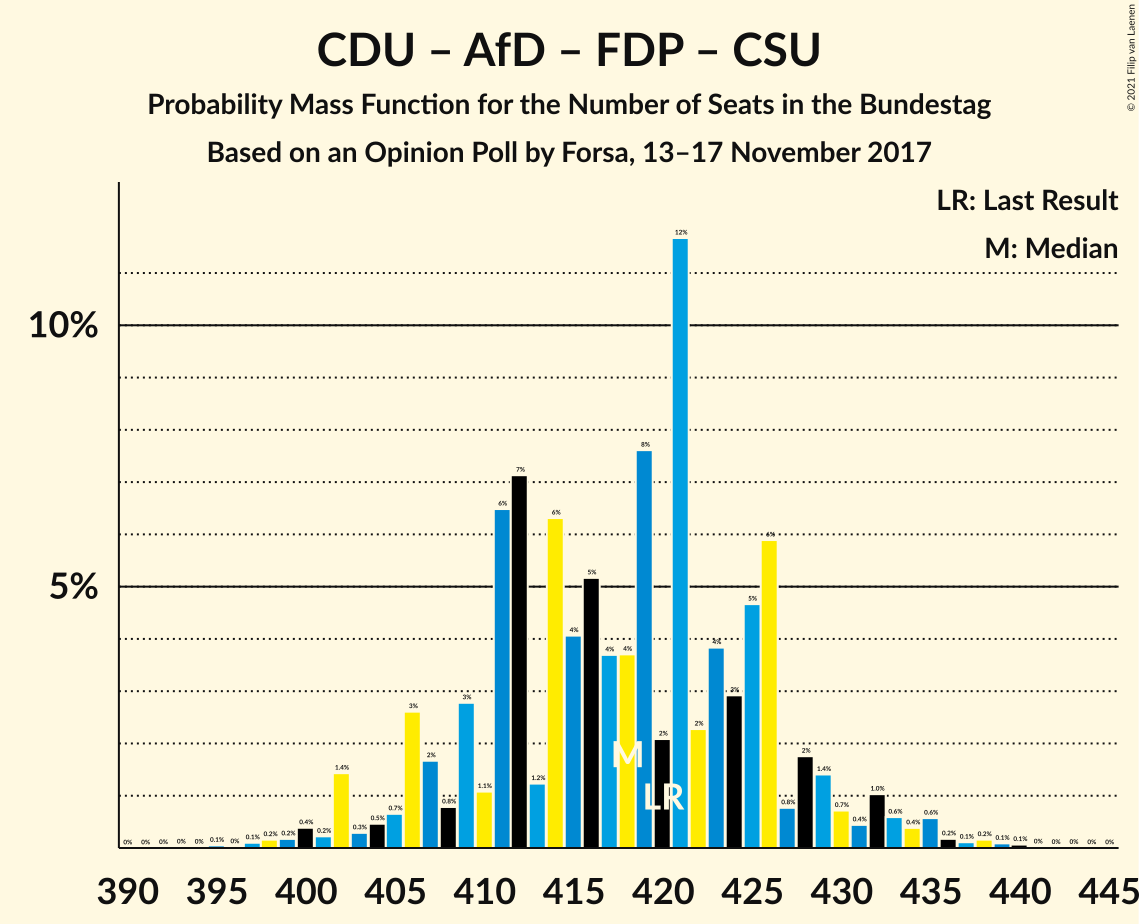 CDU – AfD – FDP – CSU
Probability Mass Function for the Number of Seats in the Bundestag
Based on an Opinion Poll by Forsa, 13–17 November 2017
© 2021 Filip van Laenen
LR: Last Result
M: Median
10%
5%
0% 0% 0% 0% 0% 0.1% 0% 0.1% 0.2% 0.2% 0.4% 0.2% 1.4% 0.3% 0.5% 0.7% 3% 2% 0.8% 3% 1.1% 6% 7% 1.2% 6% 4% 5% 4% 4% 8% 2% 12% 2% 4% 3% 5% 6% 0.8% 2% 1.4% 0.7% 0.4% 1.0% 0.6% 0.4% 0.6% 0.2% 0.1% 0.2% 0.1% 0.1% 0% 0% 0% 0% 0%
M
LR
390 395 400 405 410 415 420 425 430 435 440 445